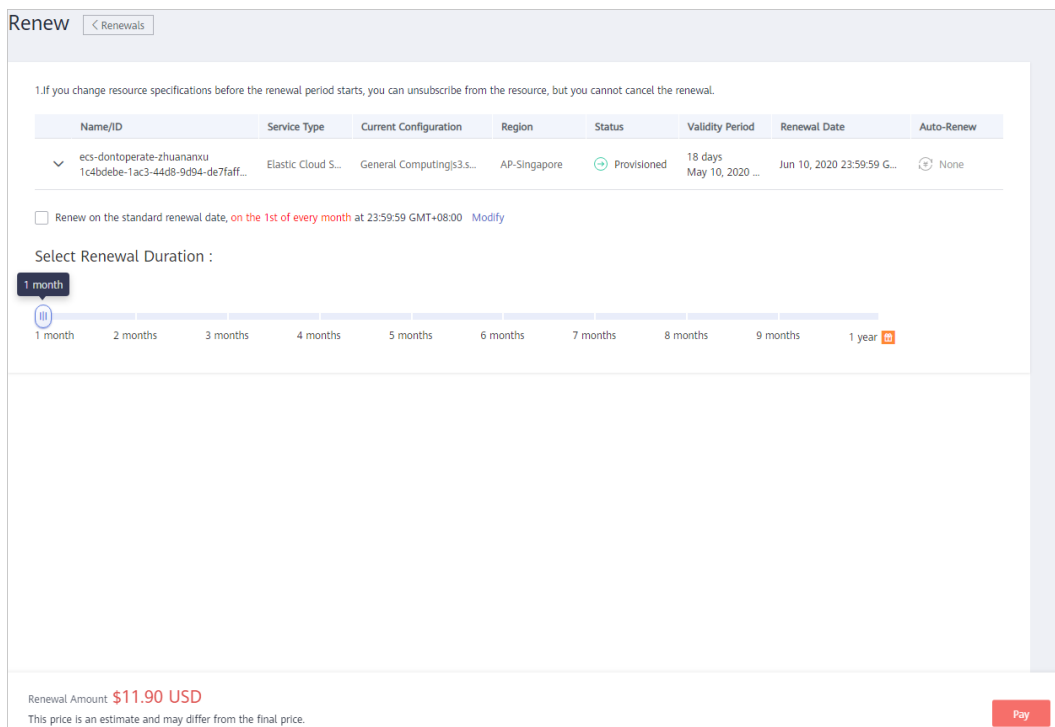 Renew < Renewals
1.If you change resource specifications before the renewal period starts, you can unsubscribe from the resource, but you cannot cancel the renewal.
Name/ID Service Type Current Configuration Region Status Validity Period Renewal Date Auto-Renew
ecs-dontoperate-zhuananxu Elastic Cloud S... General Computing|s3.s... AP-Singapore Provisioned 18 days Jun 10, 2020 23:59:59 G... None
1c4bdebe-1ac3-44d8-9d94-de7faff... May 10, 2020 ...
Renew on the standard renewal date, on the 1st of every month at 23:59:59 GMT+08:00 Modify
Select Renewal Duration :
1 month
1 month 2 months 3 months 4 months 5 months 6 months 7 months 8 months 9 months 1 year
Renewal Amount $11.90 USD
This price is an estimate and may differ from the final price.
Pay